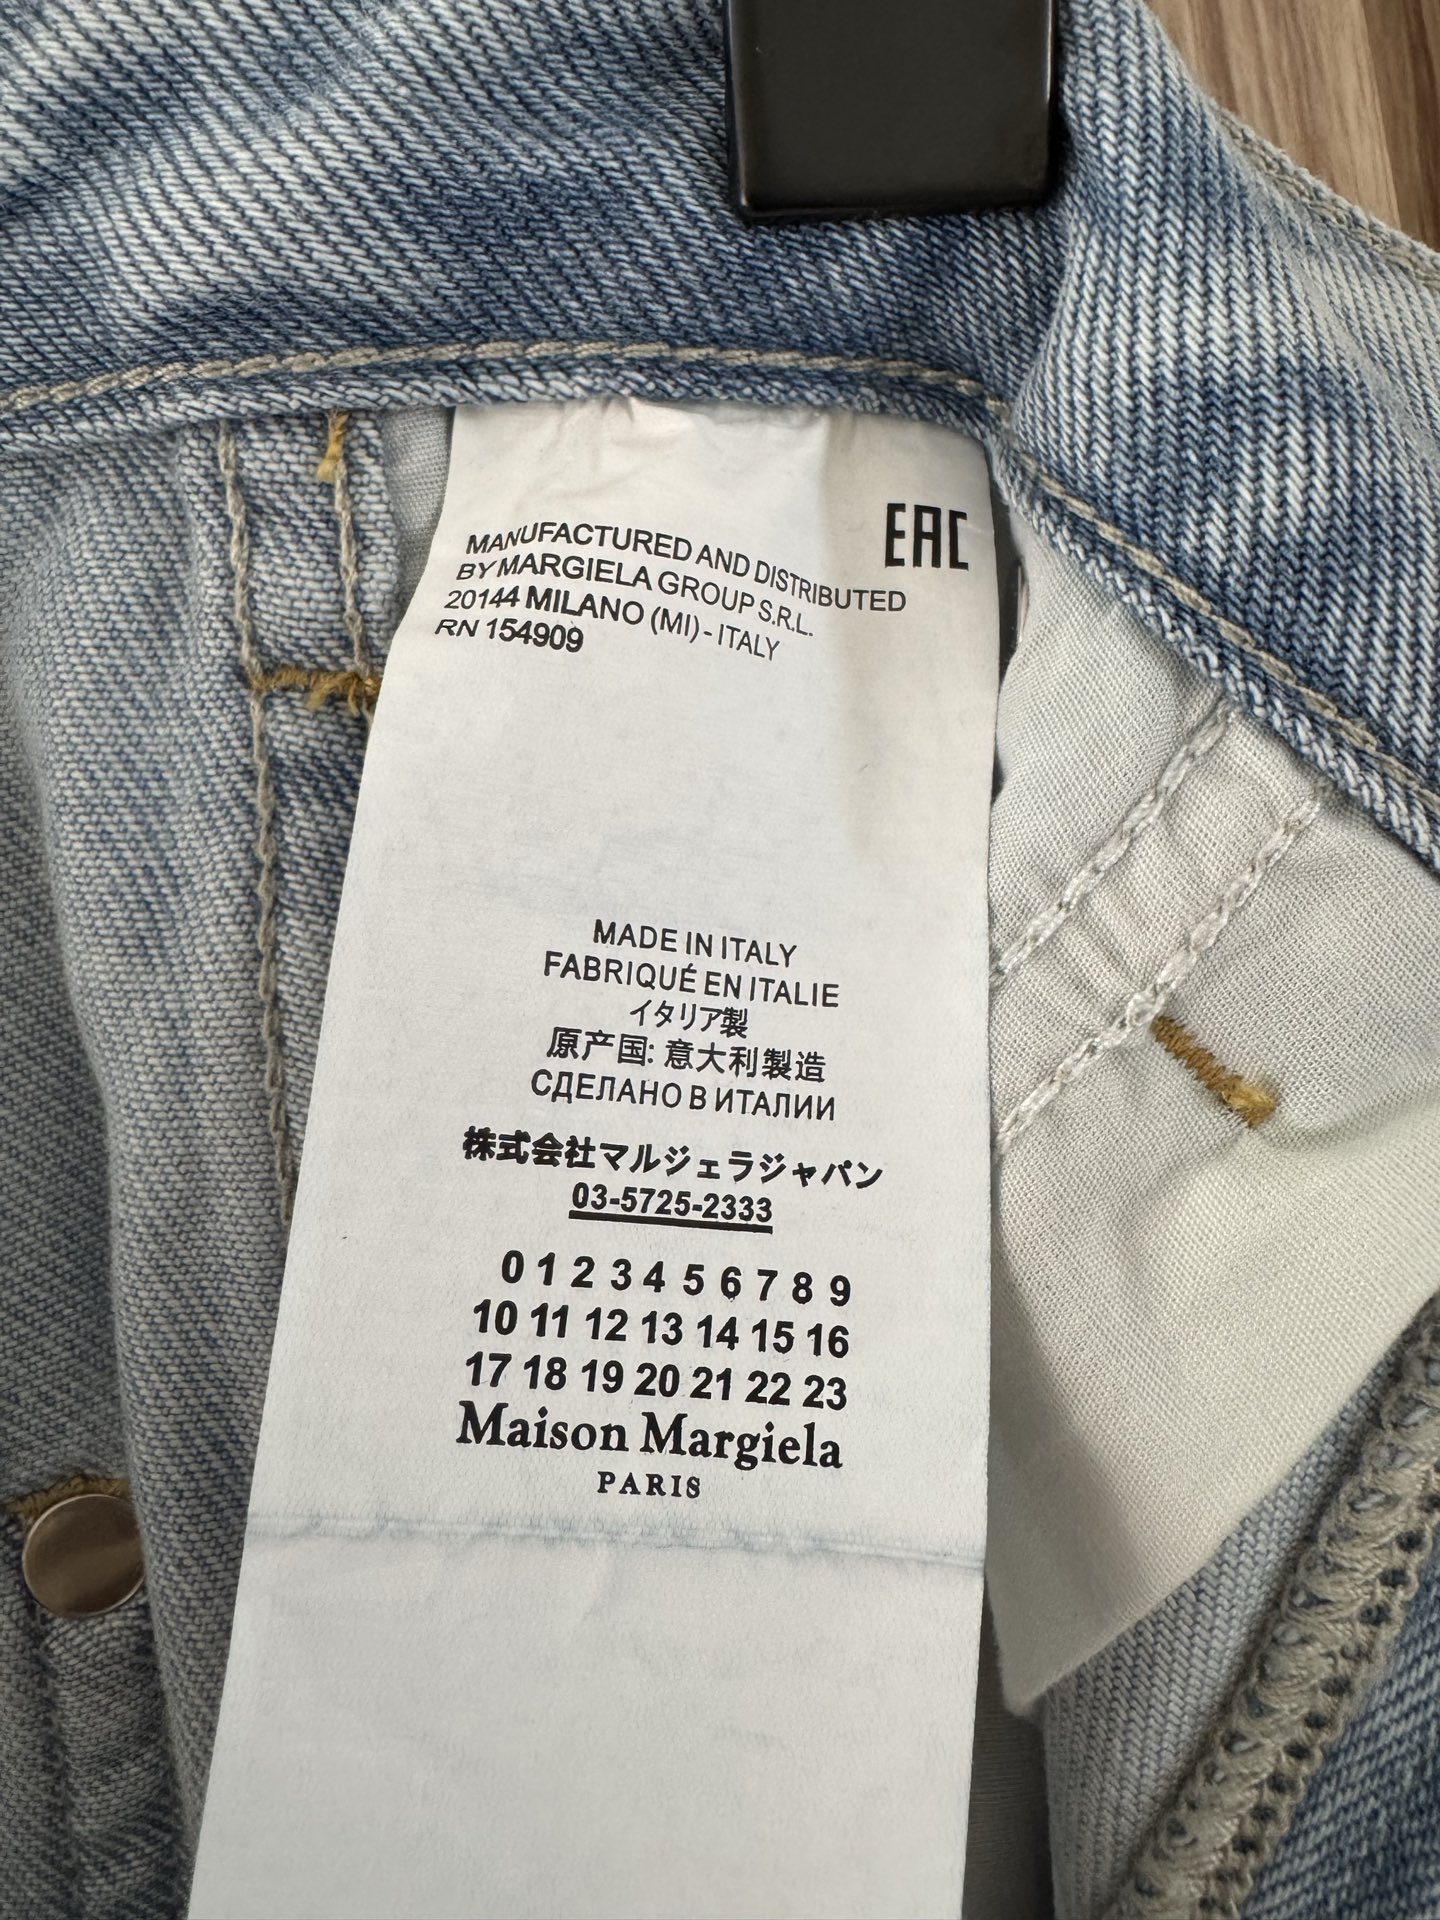 EAC
MANUFACTURED AND DISTRIBUTED
BY MARGIELA GROUP S.R.L.
20144 MILANO (MI) - ITALY
RN 154909
MADE IN ITALY
FABRIQUÉ EN ITALIE
イタリア製
原产国: 意大利製造
СДЕЛАНО В ИТАЛИИ
株式会社マルジェラジャパン
03-5725-2333
0 1 2 3 4 5 6 7 8 9
10 11 12 13 14 15 16
17 18 19 20 21 22 23
Maison Margiela
PARIS